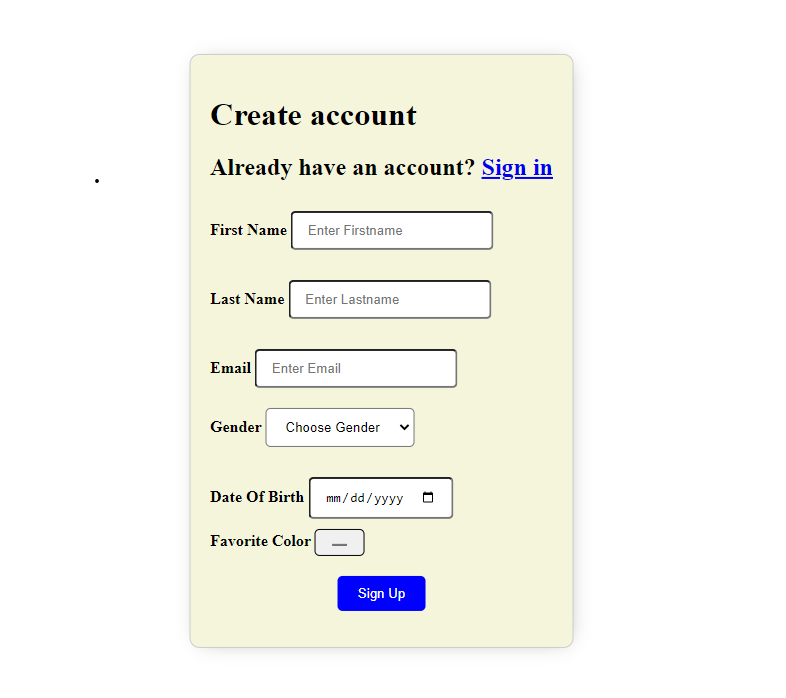 Create account
Already have an account? Sign in
First Name Enter Firstname
Last Name Enter Lastname
Email Enter Email
Gender Choose Gender
Date Of Birth mm/dd/yyyy
Favorite Color
Sign Up